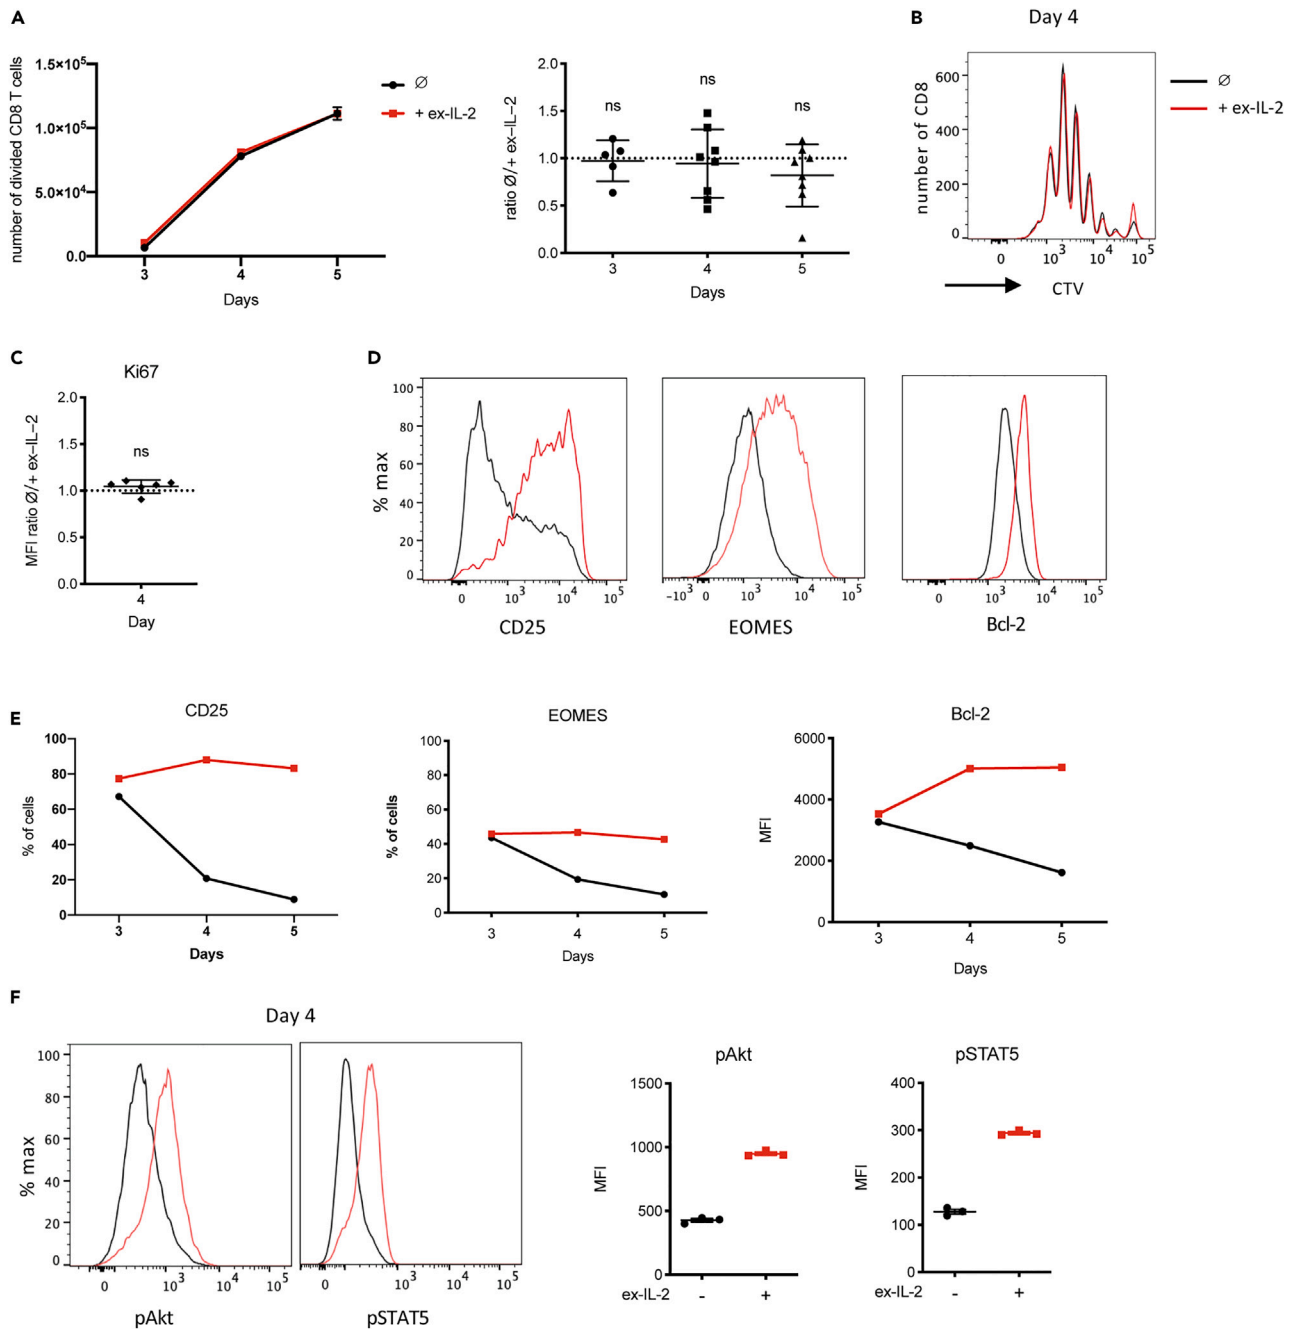 A
number of divided CD8 T cells
1.5×10⁵
1.0×10⁵
5.0×10⁴
0.0
3 4 5
Days
Ø
+ ex-IL-2
ratio Ø/+ ex–IL–2
2.0
1.5
1.0
0.5
0.0
ns ns ns
3 4 5
Days
B
Day 4
number of CD8
600
400
200
0
0 10³ 10⁴ 10⁵
CTV
Ø
+ ex-IL-2
C
Ki67
MFI ratio Ø/+ ex–IL–2
2.0
1.5
1.0
0.5
0.0
ns
4
Day
D
% max
100
80
60
40
20
0
0 10³ 10⁴ 10⁵
CD25
-10³ 0 10³ 10⁴ 10⁵
EOMES
0 10³ 10⁴ 10⁵
Bcl-2
E
CD25
% of cells
100
80
60
40
20
0
3 4 5
Days
EOMES
% of cells
100
80
60
40
20
0
3 4 5
Days
Bcl-2
MFI
6000
4000
2000
0
3 4 5
Days
F
Day 4
% max
100
80
60
40
20
0
0 10³ 10⁴ 10⁵
pAkt
0 10³ 10⁴ 10⁵
pSTAT5
pAkt
MFI
1500
1000
500
0
ex-IL-2 - +
pSTAT5
MFI
400
300
200
100
0
ex-IL-2 - +